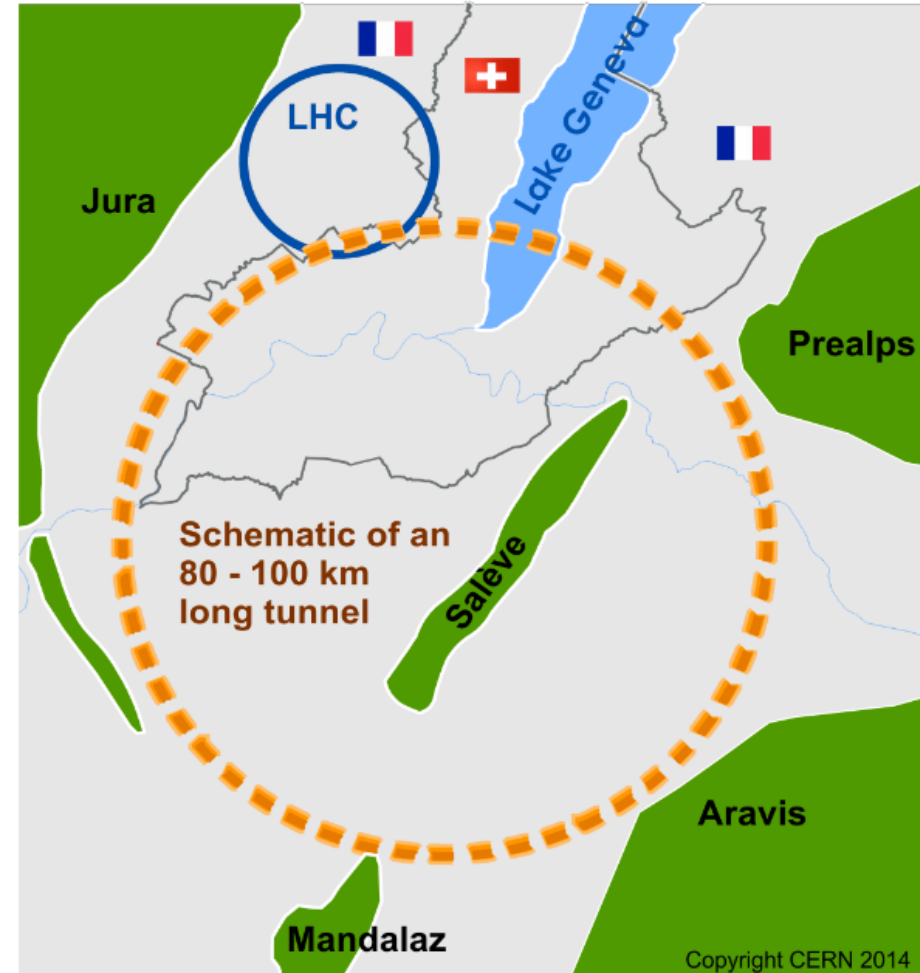 LHC
Lake Geneva
Jura
Prealps
Schematic of an
80 - 100 km
long tunnel
Salève
Aravis
Mandalaz
Copyright CERN 2014